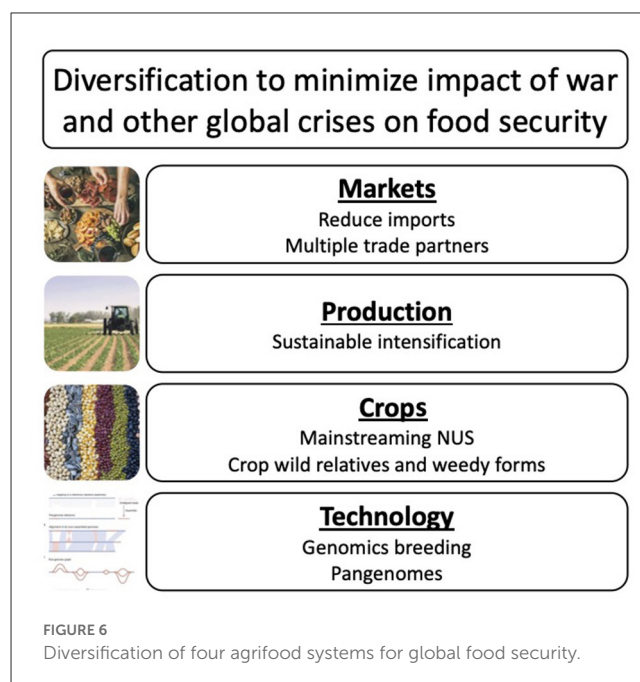 Diversification to minimize impact of war
and other global crises on food security
Markets
Reduce imports
Multiple trade partners
Production
Sustainable intensification
Crops
Mainstreaming NUS
Crop wild relatives and weedy forms
Technology
Genomics breeding
Pangenomes
FIGURE 6
Diversification of four agrifood systems for global food security.